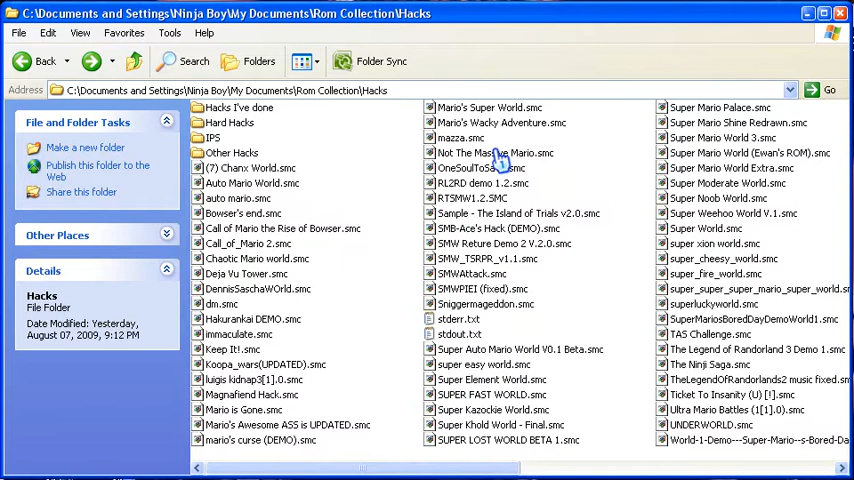 C:\Documents and Settings\Ninja Boy\My Documents\Rom Collection\Hacks
File Edit View Favorites Tools Help
Back Search Folders Folder Sync
Address C:\Documents and Settings\Ninja Boy\My Documents\Rom Collection\Hacks Go
File and Folder Tasks
Make a new folder
Publish this folder to the
Web
Share this folder
Other Places
Details
Hacks
File Folder
Date Modified: Yesterday,
August 07, 2009, 9:12 PM
Hacks I've done
Hard Hacks
IPS
Other Hacks
(7) Chanx World.smc
Auto Mario World.smc
auto mario.smc
Bowser's end.smc
Call of Mario the Rise of Bowser.smc
Call_of_Mario 2.smc
Chaotic Mario world.smc
Deja Vu Tower.smc
DennisSaschaWOrld.smc
dm.smc
Hakurankai DEMO.smc
immaculate.smc
Keep It!.smc
Koopa_wars(UPDATED).smc
luigis kidnap3[1].0.smc
Magnafiend Hack.smc
Mario is Gone.smc
Mario's Awesome ASS is UPDATED.smc
mario's curse (DEMO).smc
Mario's Super World.smc
Mario's Wacky Adventure.smc
mazza.smc
Not The Mario.smc
RL2RD demo 1.2.smc
RTSMW1.2.SMC
Sample - The Island of Trials v2.0.smc
SMB-Ace's Hack (DEMO).smc
SMW Reture Demo 2 V.2.0.smc
SMW_TSRPR_v1.1.smc
SMWAttack.smc
SMWPIEI (fixed).smc
Sniggermageddon.smc
stderr.txt
stdout.txt
Super Auto Mario World V0.1 Beta.smc
super easy world.smc
Super Element World.smc
SUPER FAST WORLD.smc
Super Kazockie World.smc
Super Khold World - Final.smc
SUPER LOST WORLD BETA 1.smc
Super Mario Palace.smc
Super Mario Shine Redrawn.smc
Super Mario World 3.smc
Super Mario World (Ewan's ROM).smc
Super Mario World Extra.smc
Super Moderate World.smc
Super Noob World.smc
Super Weehoo World V.1.smc
Super World.smc
super xion world.smc
super_cheesy_world.smc
super_fire_world.smc
super_super_super_mario_super_world.sm
superluckyworld.smc
SuperMariosBoredDayDemoWorld1.smc
TAS Challenge.smc
The Legend of Randorland 3 Demo 1.smc
The Ninji Saga.smc
TheLegendOfRandorlands2 music fixed.sm
Ticket To Insanity (U) [!].smc
Ultra Mario Battles (1[1).0).smc
UNDERWORLD.smc
World-1-Demo---Super-Mario--s-Bored-Da